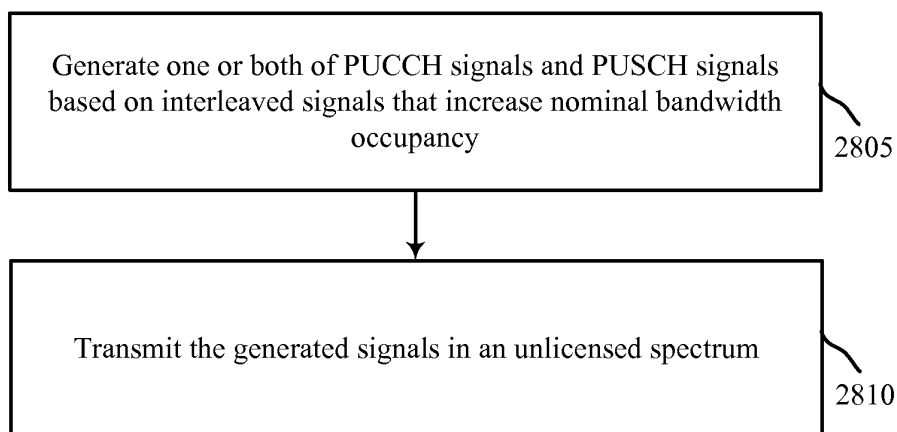 Generate one or both of PUCCH signals and PUSCH signals
based on interleaved signals that increase nominal bandwidth
occupancy
2805
Transmit the generated signals in an unlicensed spectrum
2810